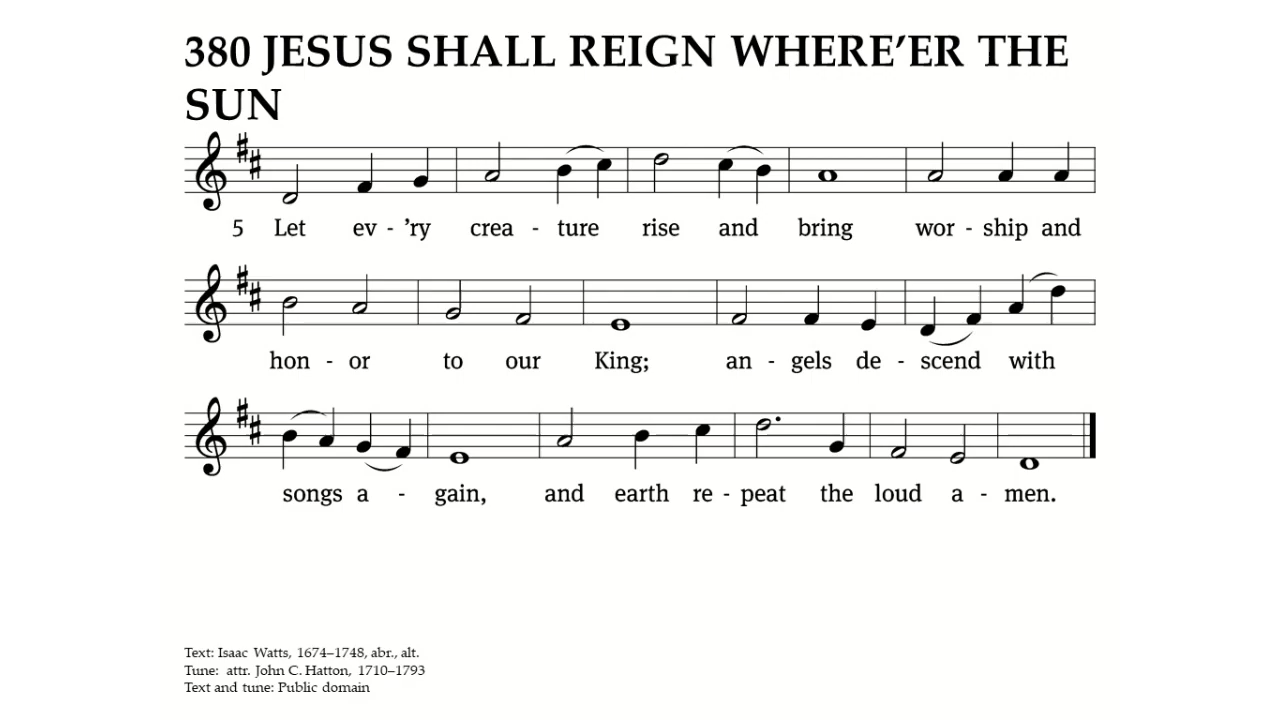 380 JESUS SHALL REIGN WHERE’ER THE
SUN
5 Let ev - ’ry crea - ture rise and bring wor - ship and
hon - or to our King; an - gels de - scend with
songs a - gain, and earth re - peat the loud a - men.
Text: Isaac Watts, 1674–1748, abr., alt.
Tune: attr. John C. Hatton, 1710–1793
Text and tune: Public domain